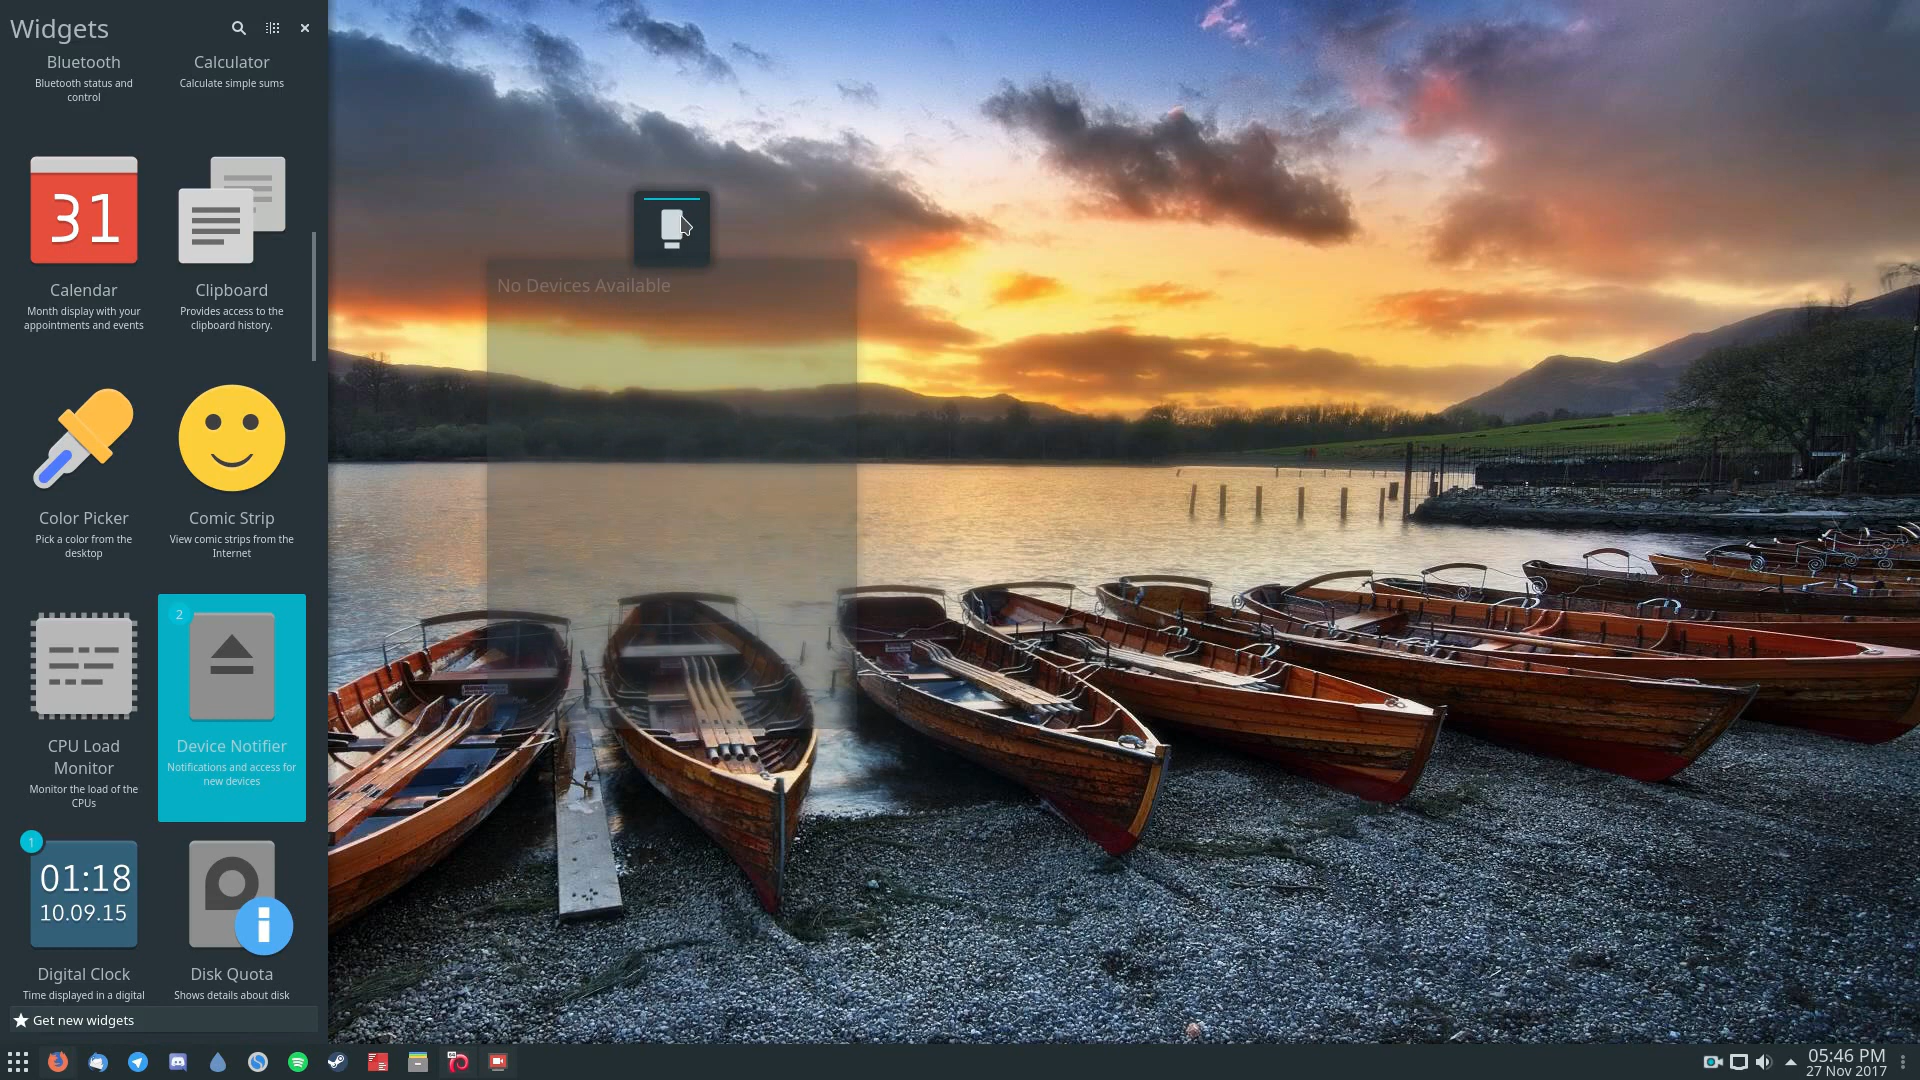 Widgets
Bluetooth
Bluetooth status and
control
Calculator
Calculate simple sums
31
Calendar
Month display with your
appointments and events
Clipboard
Provides access to the
clipboard history.
Color Picker
Pick a color from the
desktop
Comic Strip
View comic strips from the
Internet
CPU Load
Monitor
Monitor the load of the
CPUs
2
Device Notifier
Notifications and access for
new devices
1
01:18
10.09.15
Digital Clock
Time displayed in a digital
Disk Quota
Shows details about disk
Get new widgets
No Devices Available
05:46 PM
27 Nov 2017